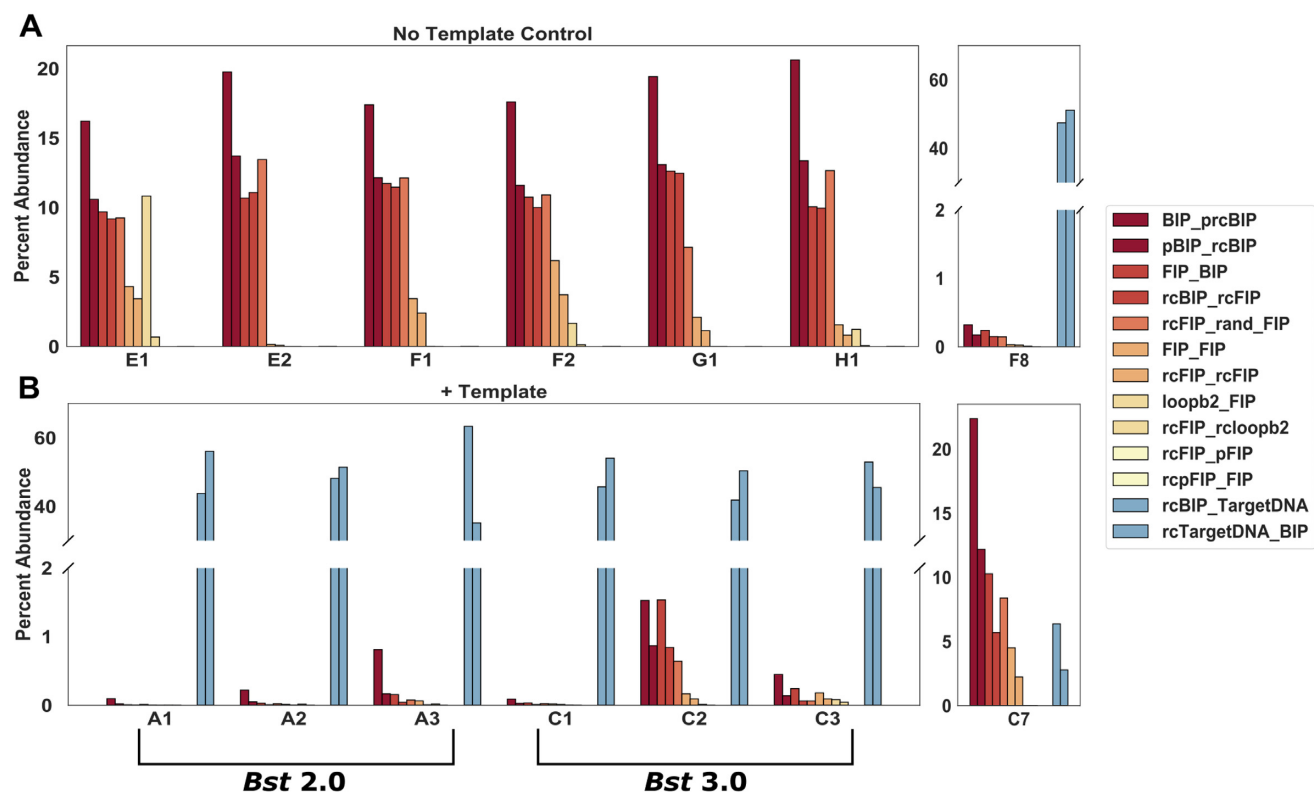 A
No Template Control
Percent Abundance
20
15
10
5
0
E1 E2 F1 F2 G1 H1
60
40
2
1
0
F8
B
+ Template
Percent Abundance
60
40
2
1
0
A1 A2 A3 C1 C2 C3
Bst 2.0 Bst 3.0
20
15
10
5
0
C7
BIP_prcBIP
pBIP_rcBIP
FIP_BIP
rcBIP_rcFIP
rcFIP_rand_FIP
FIP_FIP
rcFIP_rcFIP
loopb2_FIP
rcFIP_rcloopb2
rcFIP_pFIP
rcpFIP_FIP
rcBIP_TargetDNA
rcTargetDNA_BIP